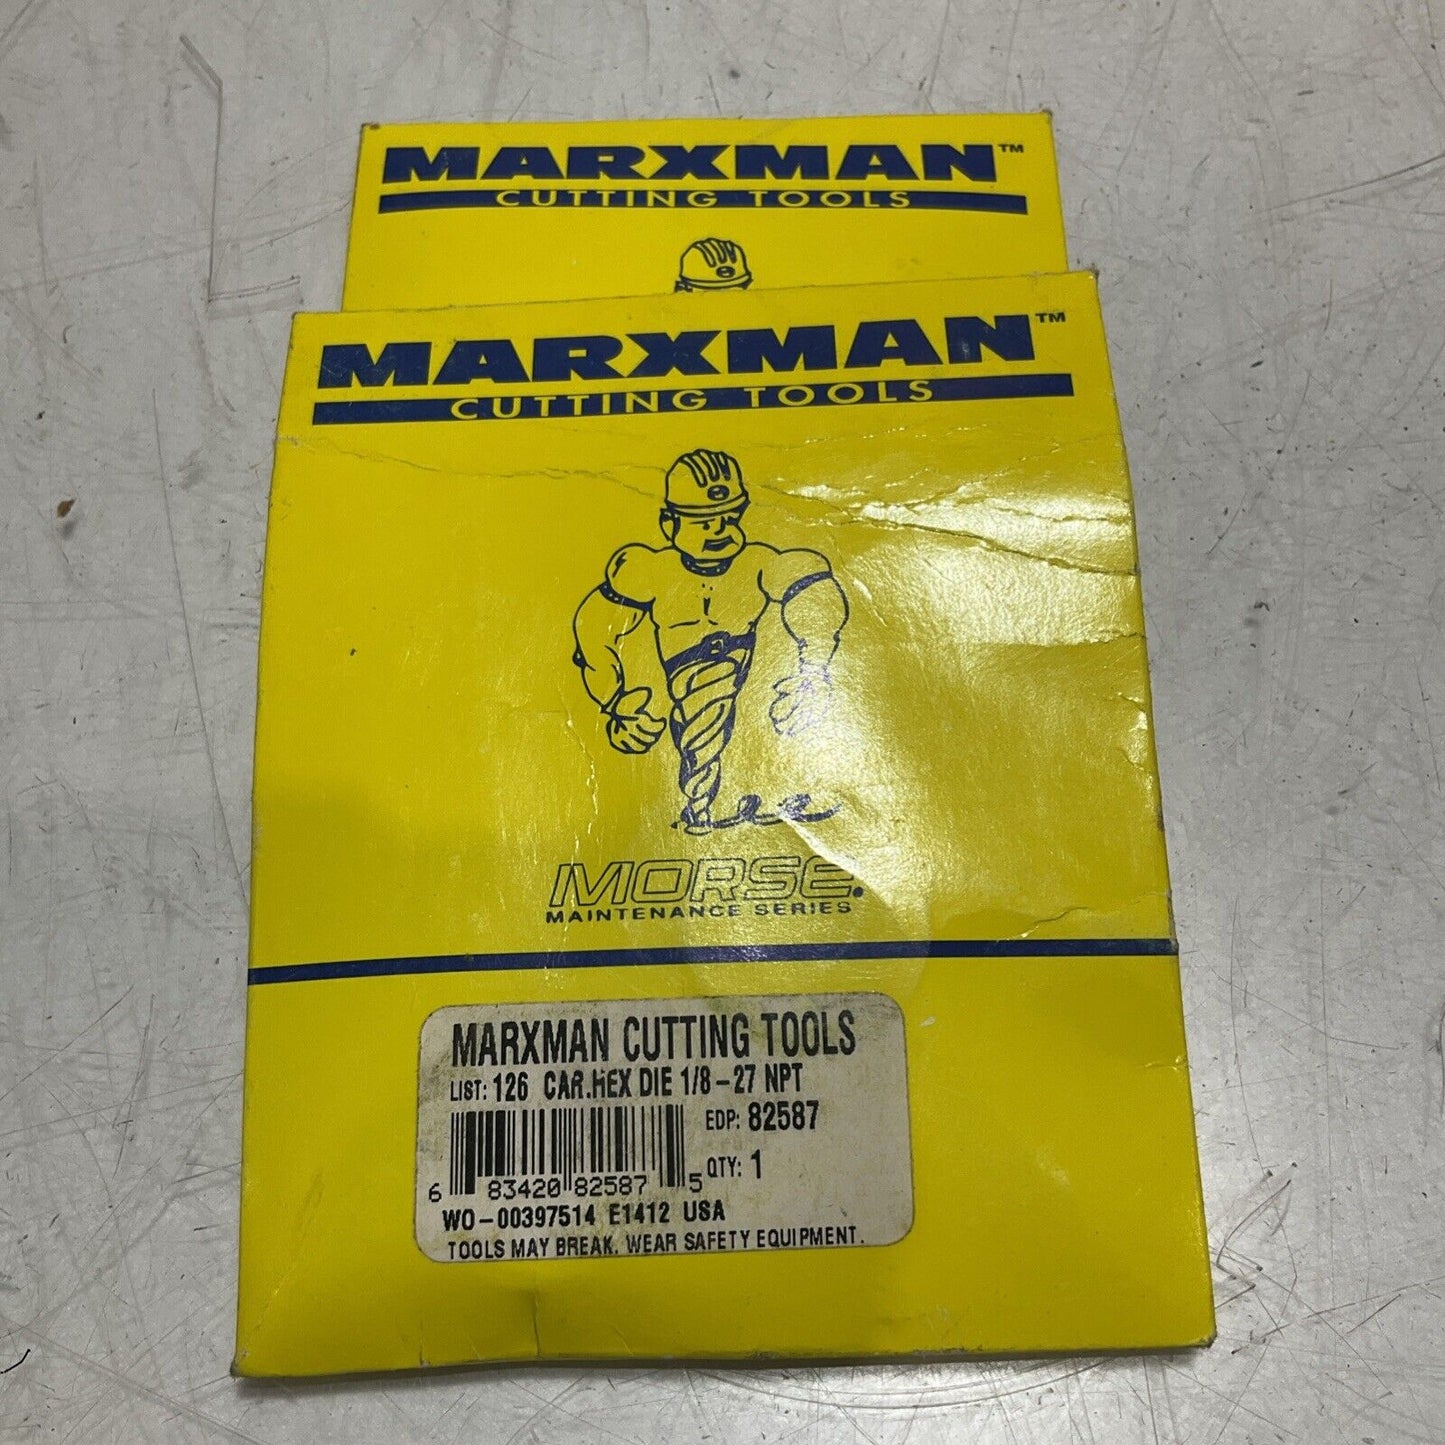 MARXMAN™
CUTTING TOOLS
MARXMAN™
CUTTING TOOLS
MORSE®
MAINTENANCE SERIES
MARXMAN CUTTING TOOLS
LIST: 126 CAR.HEX DIE 1/8-27 NPT
EDP: 82587
QTY: 1
6 83420 82587 5
WO-00397514 E1412 USA
TOOLS MAY BREAK. WEAR SAFETY EQUIPMENT.